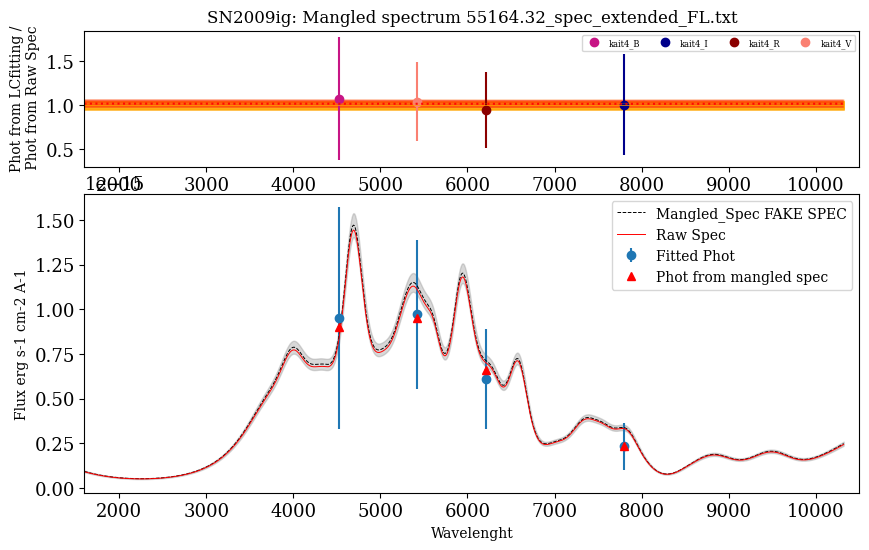 SN2009ig: Mangled spectrum 55164.32_spec_extended_FL.txt
Phot from LCfitting /
Phot from Raw Spec
1.5
1.0
0.5
kait4_B kait4_I kait4_R kait4_V
2000 3000 4000 5000 6000 7000 8000 9000 10000
1e−15
Flux erg s-1 cm-2 A-1
1.50
1.25
1.00
0.75
0.50
0.25
0.00
Mangled_Spec FAKE SPEC
Raw Spec
Fitted Phot
Phot from mangled spec
2000 3000 4000 5000 6000 7000 8000 9000 10000
Wavelenght